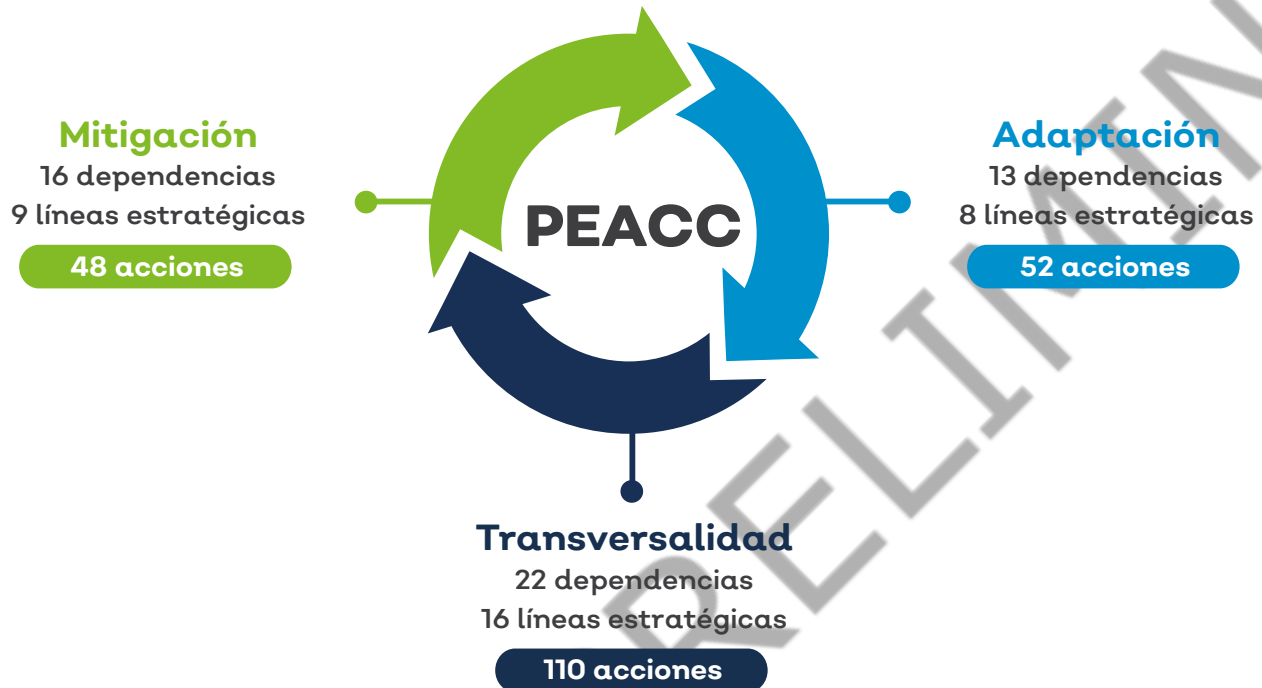 Mitigación
16 dependencias
9 líneas estratégicas
48 acciones
PEACC
Adaptación
13 dependencias
8 líneas estratégicas
52 acciones
Transversalidad
22 dependencias
16 líneas estratégicas
110 acciones
RELIMIN